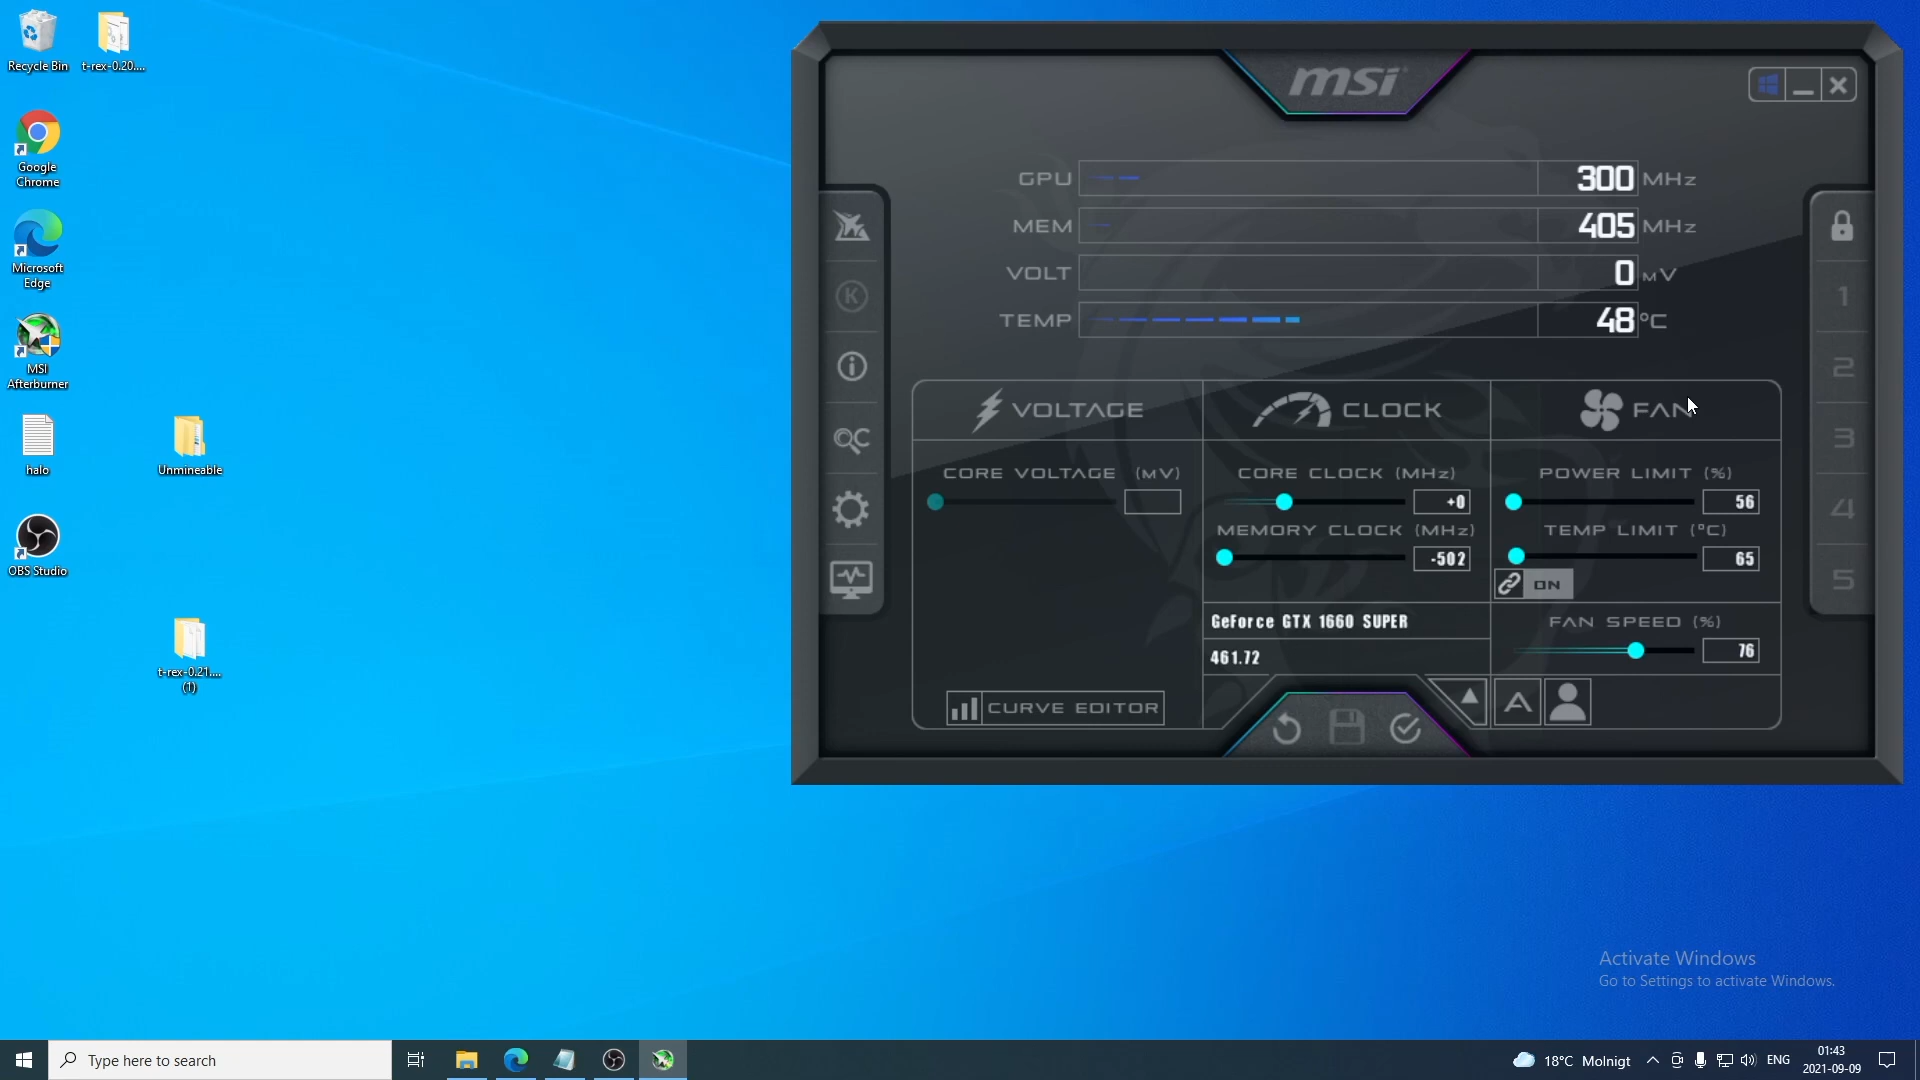 Recycle Bin
t-rex-0.20....
Google
Chrome
Microsoft
Edge
MSI
Afterburner
halo
Unmineable
OBS Studio
t-rex-0.21....
(1)
msi
GPU 300 MHz
MEM 405 MHz
VOLT 0 MV
TEMP 48 °C
K
i
OC
1
2
3
4
5
VOLTAGE
CLOCK
FAN
CORE VOLTAGE (MV)
CORE CLOCK (MHz)
+0
MEMORY CLOCK (MHz)
-502
POWER LIMIT (%)
56
TEMP LIMIT (°C)
65
ON
GeForce GTX 1660 SUPER
461.72
FAN SPEED (%)
76
CURVE EDITOR
A
Activate Windows
Go to Settings to activate Windows.
Type here to search
18°C Molnigt
ENG
01:43
2021-09-09